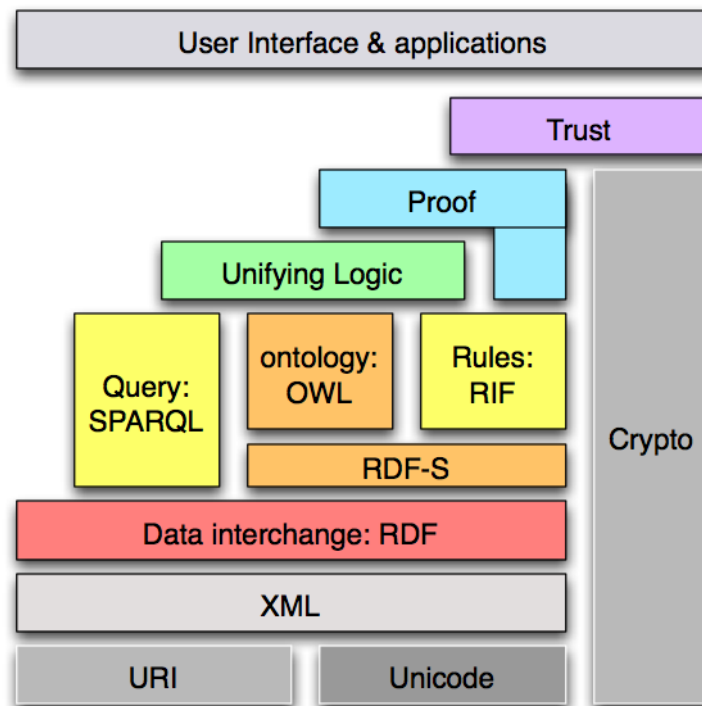 User Interface & applications
Trust
Proof
Unifying Logic
ontology:
OWL
Rules:
RIF
Query:
SPARQL
Crypto
RDF-S
Data interchange: RDF
XML
URI
Unicode